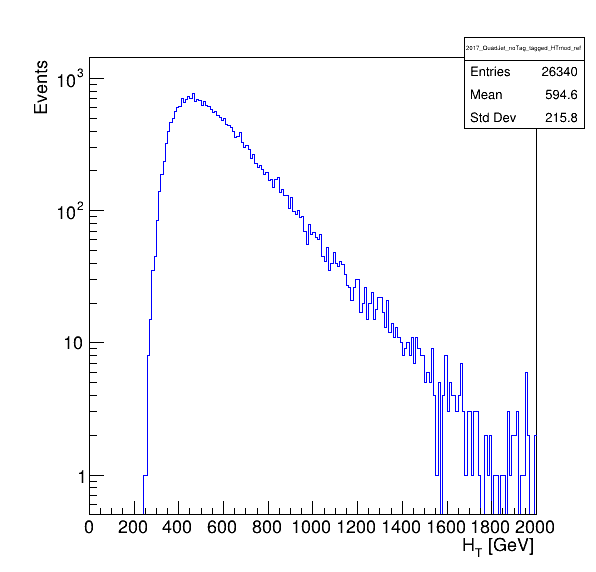 2017_QuadJet_noTag_tagged_HTmod_ref
Entries 26340
Mean 594.6
Std Dev 215.8
Events
10³
10²
10
1
0 200 400 600 800 1000 1200 1400 1600 1800 2000
H_T [GeV]